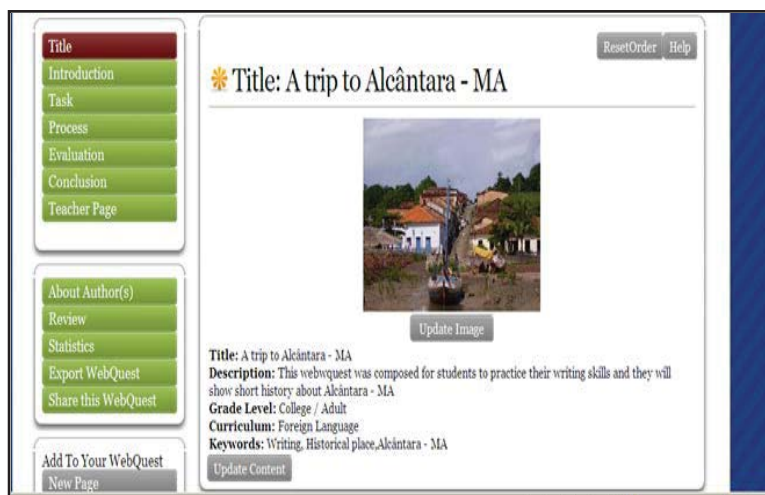 Title
Introduction
Task
Process
Evaluation
Conclusion
Teacher Page
About Author(s)
Review
Statistics
Export WebQuest
Share this WebQuest
Add To Your WebQuest
New Page
ResetOrder Help
Title: A trip to Alcântara - MA
Update Image
Title: A trip to Alcântara - MA
Description: This webwquest was composed for students to practice their writing skills and they will
show short history about Alcântara - MA
Grade Level: College / Adult
Curriculum: Foreign Language
Keywords: Writing, Historical place,Alcântara - MA
Update Content